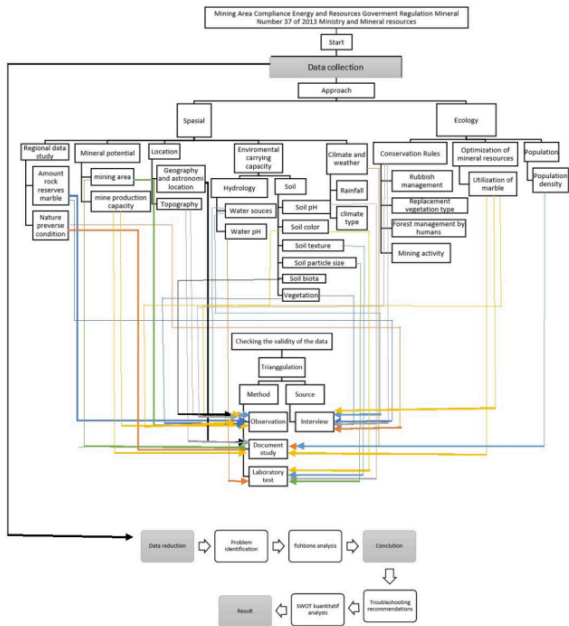 Mining Area Compliance Energy and Resources Goverment Regulation Mineral
Number 37 of 2013 Ministry and Mineral resources
Start
Data collection
Approach
Spasial
Ecology
Regional data
study
Mineral potential
Location
Enviromental
carrying
capacity
Cilmate and
weather
Conservation Rules
Optimization of
mineral resources
Population
Amount
rock
reserves
marble
Nature
preverse
condition
mining area
mine production
capacity
Geography
and astronomi
location
Topography
Hydrology
Water souces
Water pH
Soil
Soil pH
Soil color
Soil texture
Soil particle size
Soil biota
Vegetation
Rainfall
climate
type
Rubbish
management
Replacement
vegetation type
Forest management by
humans
Mining activity
Utilization of
marble
Population
density
Checking the validity of the data
Trianggulation
Method
Source
Observation
Interview
Document
study
Laboratory
test
Data reduction
Problem
identification
fishbone analysis
Conclution
Troubleshooting
recommendations
SWOT kuantitatif
analysis
Result